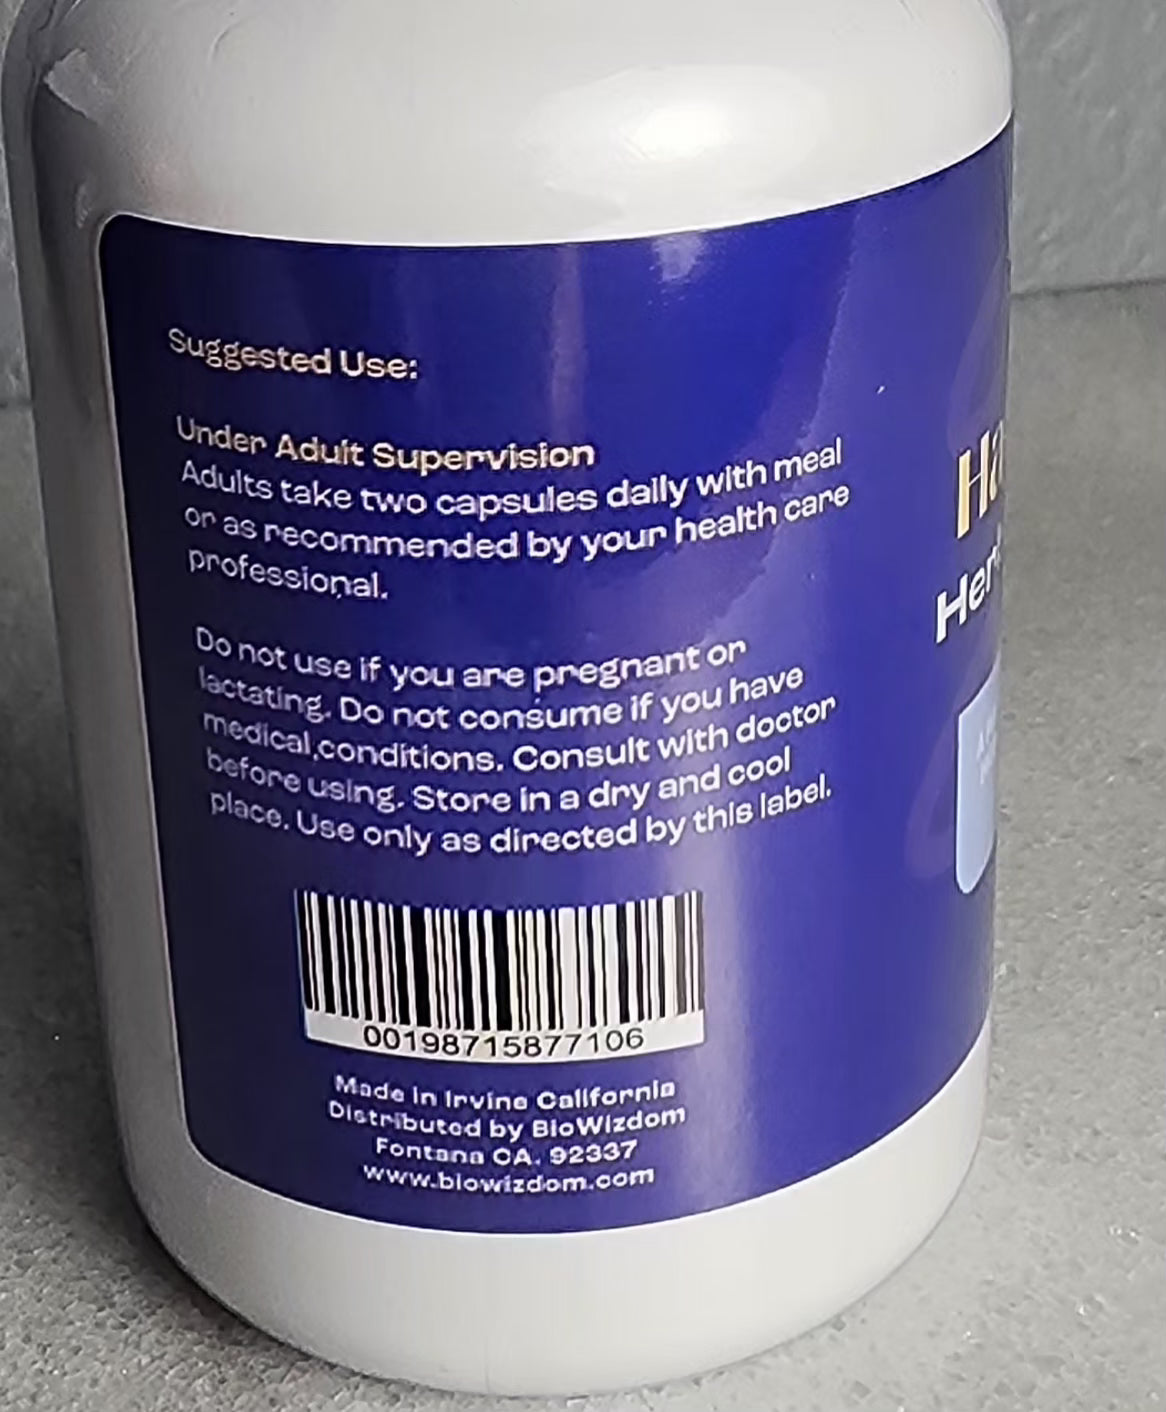 Suggested Use:
Under Adult Supervision
Adults take two capsules daily with meal
or as recommended by your health care
professional.
Do not use if you are pregnant or
lactating. Do not consume if you have
medical conditions. Consult with doctor
before using. Store in a dry and cool
place. Use only as directed by this label.
00198715877106
Made in Irvine California
Distributed by BioWizdom
Fontana CA. 92337
www.biowizdom.com
Ha
Her